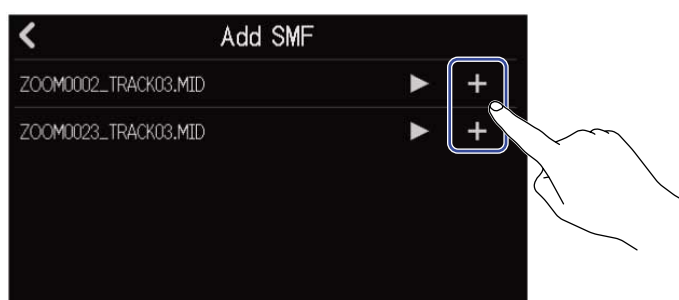 Add SMF
ZOOM0002_TRACK03.MID
ZOOM0023_TRACK03.MID